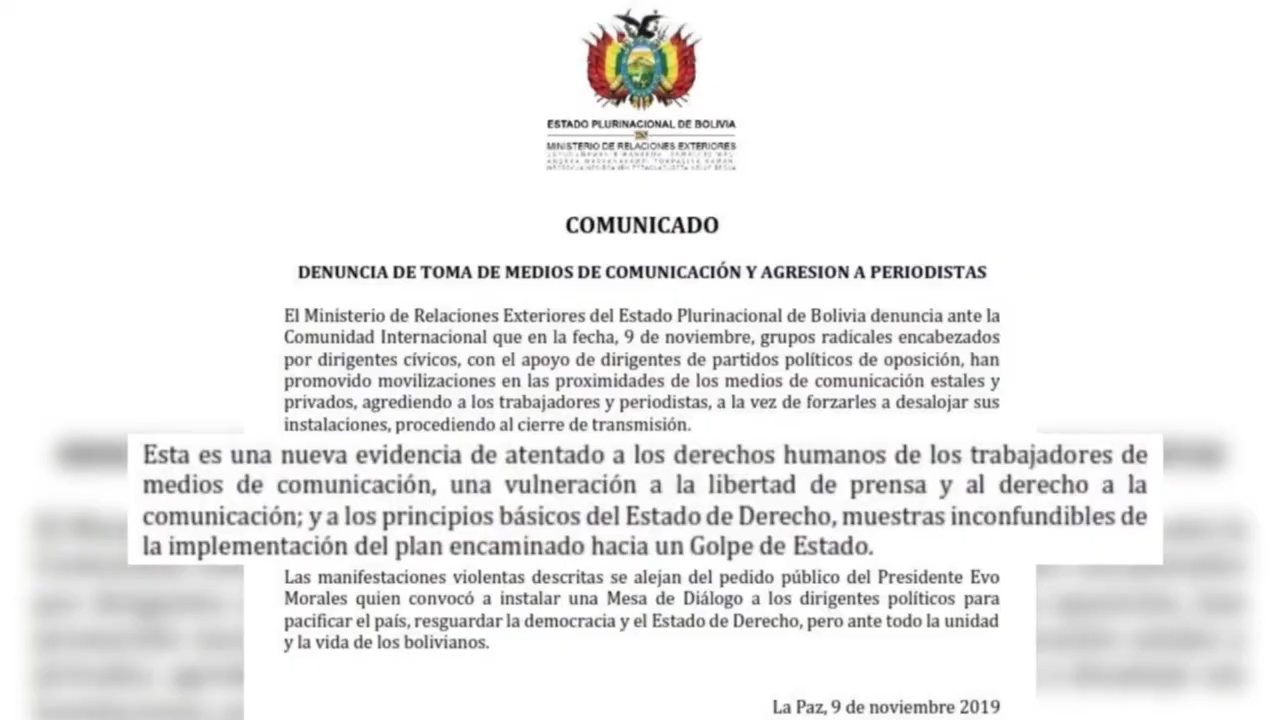 ESTADO PLURINACIONAL DE BOLIVIA
MINISTERIO DE RELACIONES EXTERIORES
COMUNICADO
DENUNCIA DE TOMA DE MEDIOS DE COMUNICACIÓN Y AGRESION A PERIODISTAS
El Ministerio de Relaciones Exteriores del Estado Plurinacional de Bolivia denuncia ante la
Comunidad Internacional que en la fecha, 9 de noviembre, grupos radicales encabezados
por dirigentes cívicos, con el apoyo de dirigentes de partidos políticos de oposición, han
promovido movilizaciones en las proximidades de los medios de comunicación estales y
privados, agrediendo a los trabajadores y periodistas, a la vez de forzarles a desalojar sus
instalaciones, procediendo al cierre de transmisión.
Esta es una nueva evidencia de atentado a los derechos humanos de los trabajadores de
medios de comunicación, una vulneración a la libertad de prensa y al derecho a la
comunicación; y a los principios básicos del Estado de Derecho, muestras inconfundibles de
la implementación del plan encaminado hacia un Golpe de Estado.
Las manifestaciones violentas descritas se alejan del pedido público del Presidente Evo
Morales quien convocó a instalar una Mesa de Diálogo a los dirigentes políticos para
pacificar el país, resguardar la democracia y el Estado de Derecho, pero ante todo la unidad
y la vida de los bolivianos.
La Paz, 9 de noviembre 2019